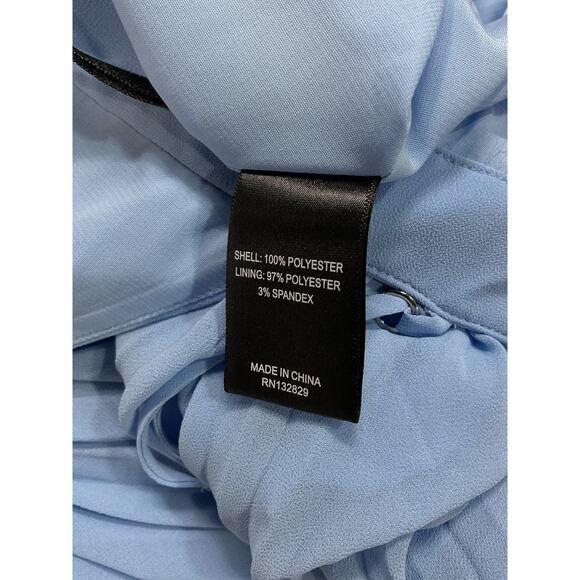 SHELL: 100% POLYESTER
LINING: 97% POLYESTER
3% SPANDEX
MADE IN CHINA
RN132829